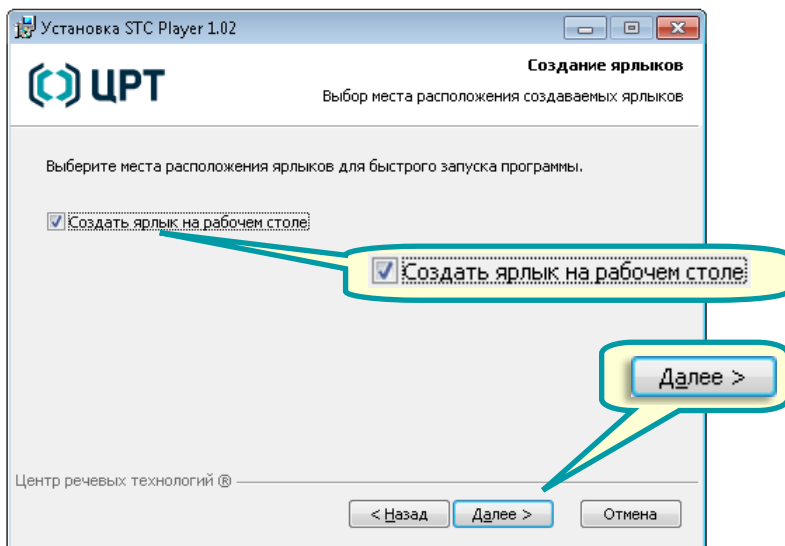 Установка STC Player 1.02
ЦРТ
Создание ярлыков
Выбор места расположения создаваемых ярлыков
Выберите места расположения ярлыков для быстрого запуска программы.
Создать ярлык на рабочем столе
Создать ярлык на рабочем столе
Далее >
Центр речевых технологий ®
< Назад
Далее >
Отмена